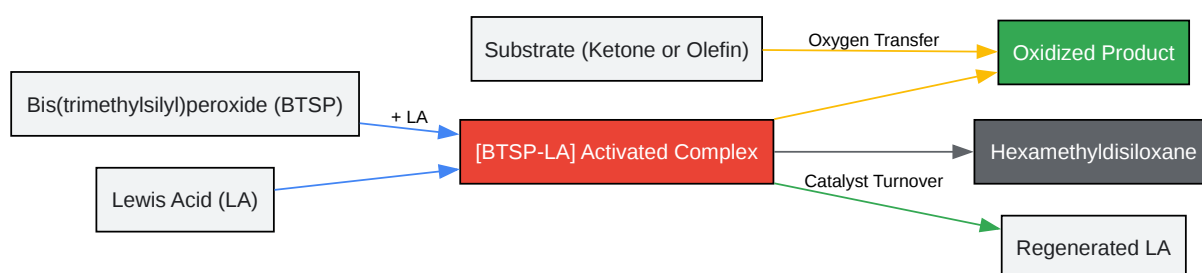 Substrate (Ketone or Olefin)
Oxygen Transfer
Oxidized Product
Bis(trimethylsilyl)peroxide (BTSP)
+ LA
[BTSP-LA] Activated Complex
Hexamethyldisiloxane
Lewis Acid (LA)
Catalyst Turnover
Regenerated LA